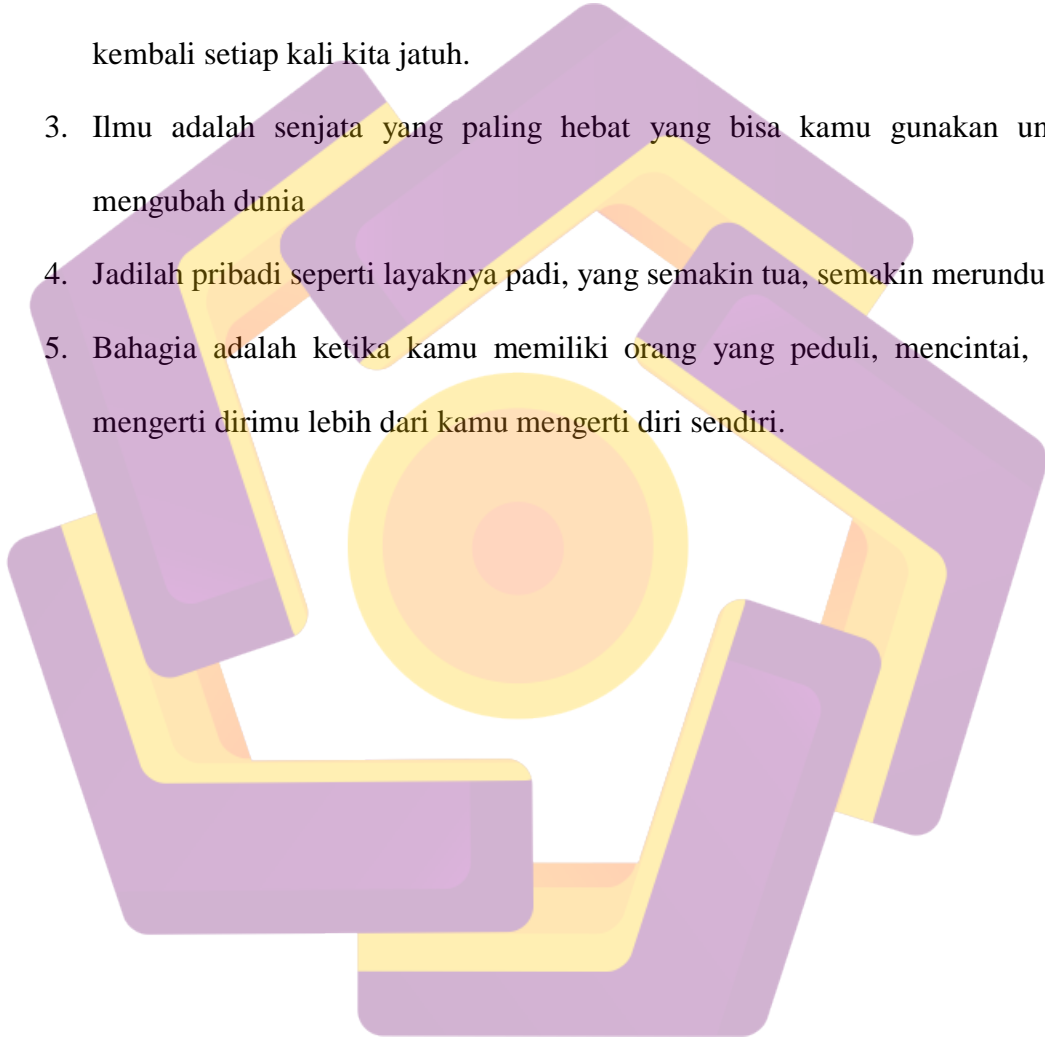 kembali setiap kali kita jatuh.
3. Ilmu adalah senjata yang paling hebat yang bisa kamu gunakan un
mengubah dunia
4. Jadilah pribadi seperti layaknya padi, yang semakin tua, semakin merundu
5. Bahagia adalah ketika kamu memiliki orang yang peduli, mencintai,
mengerti dirimu lebih dari kamu mengerti diri sendiri.